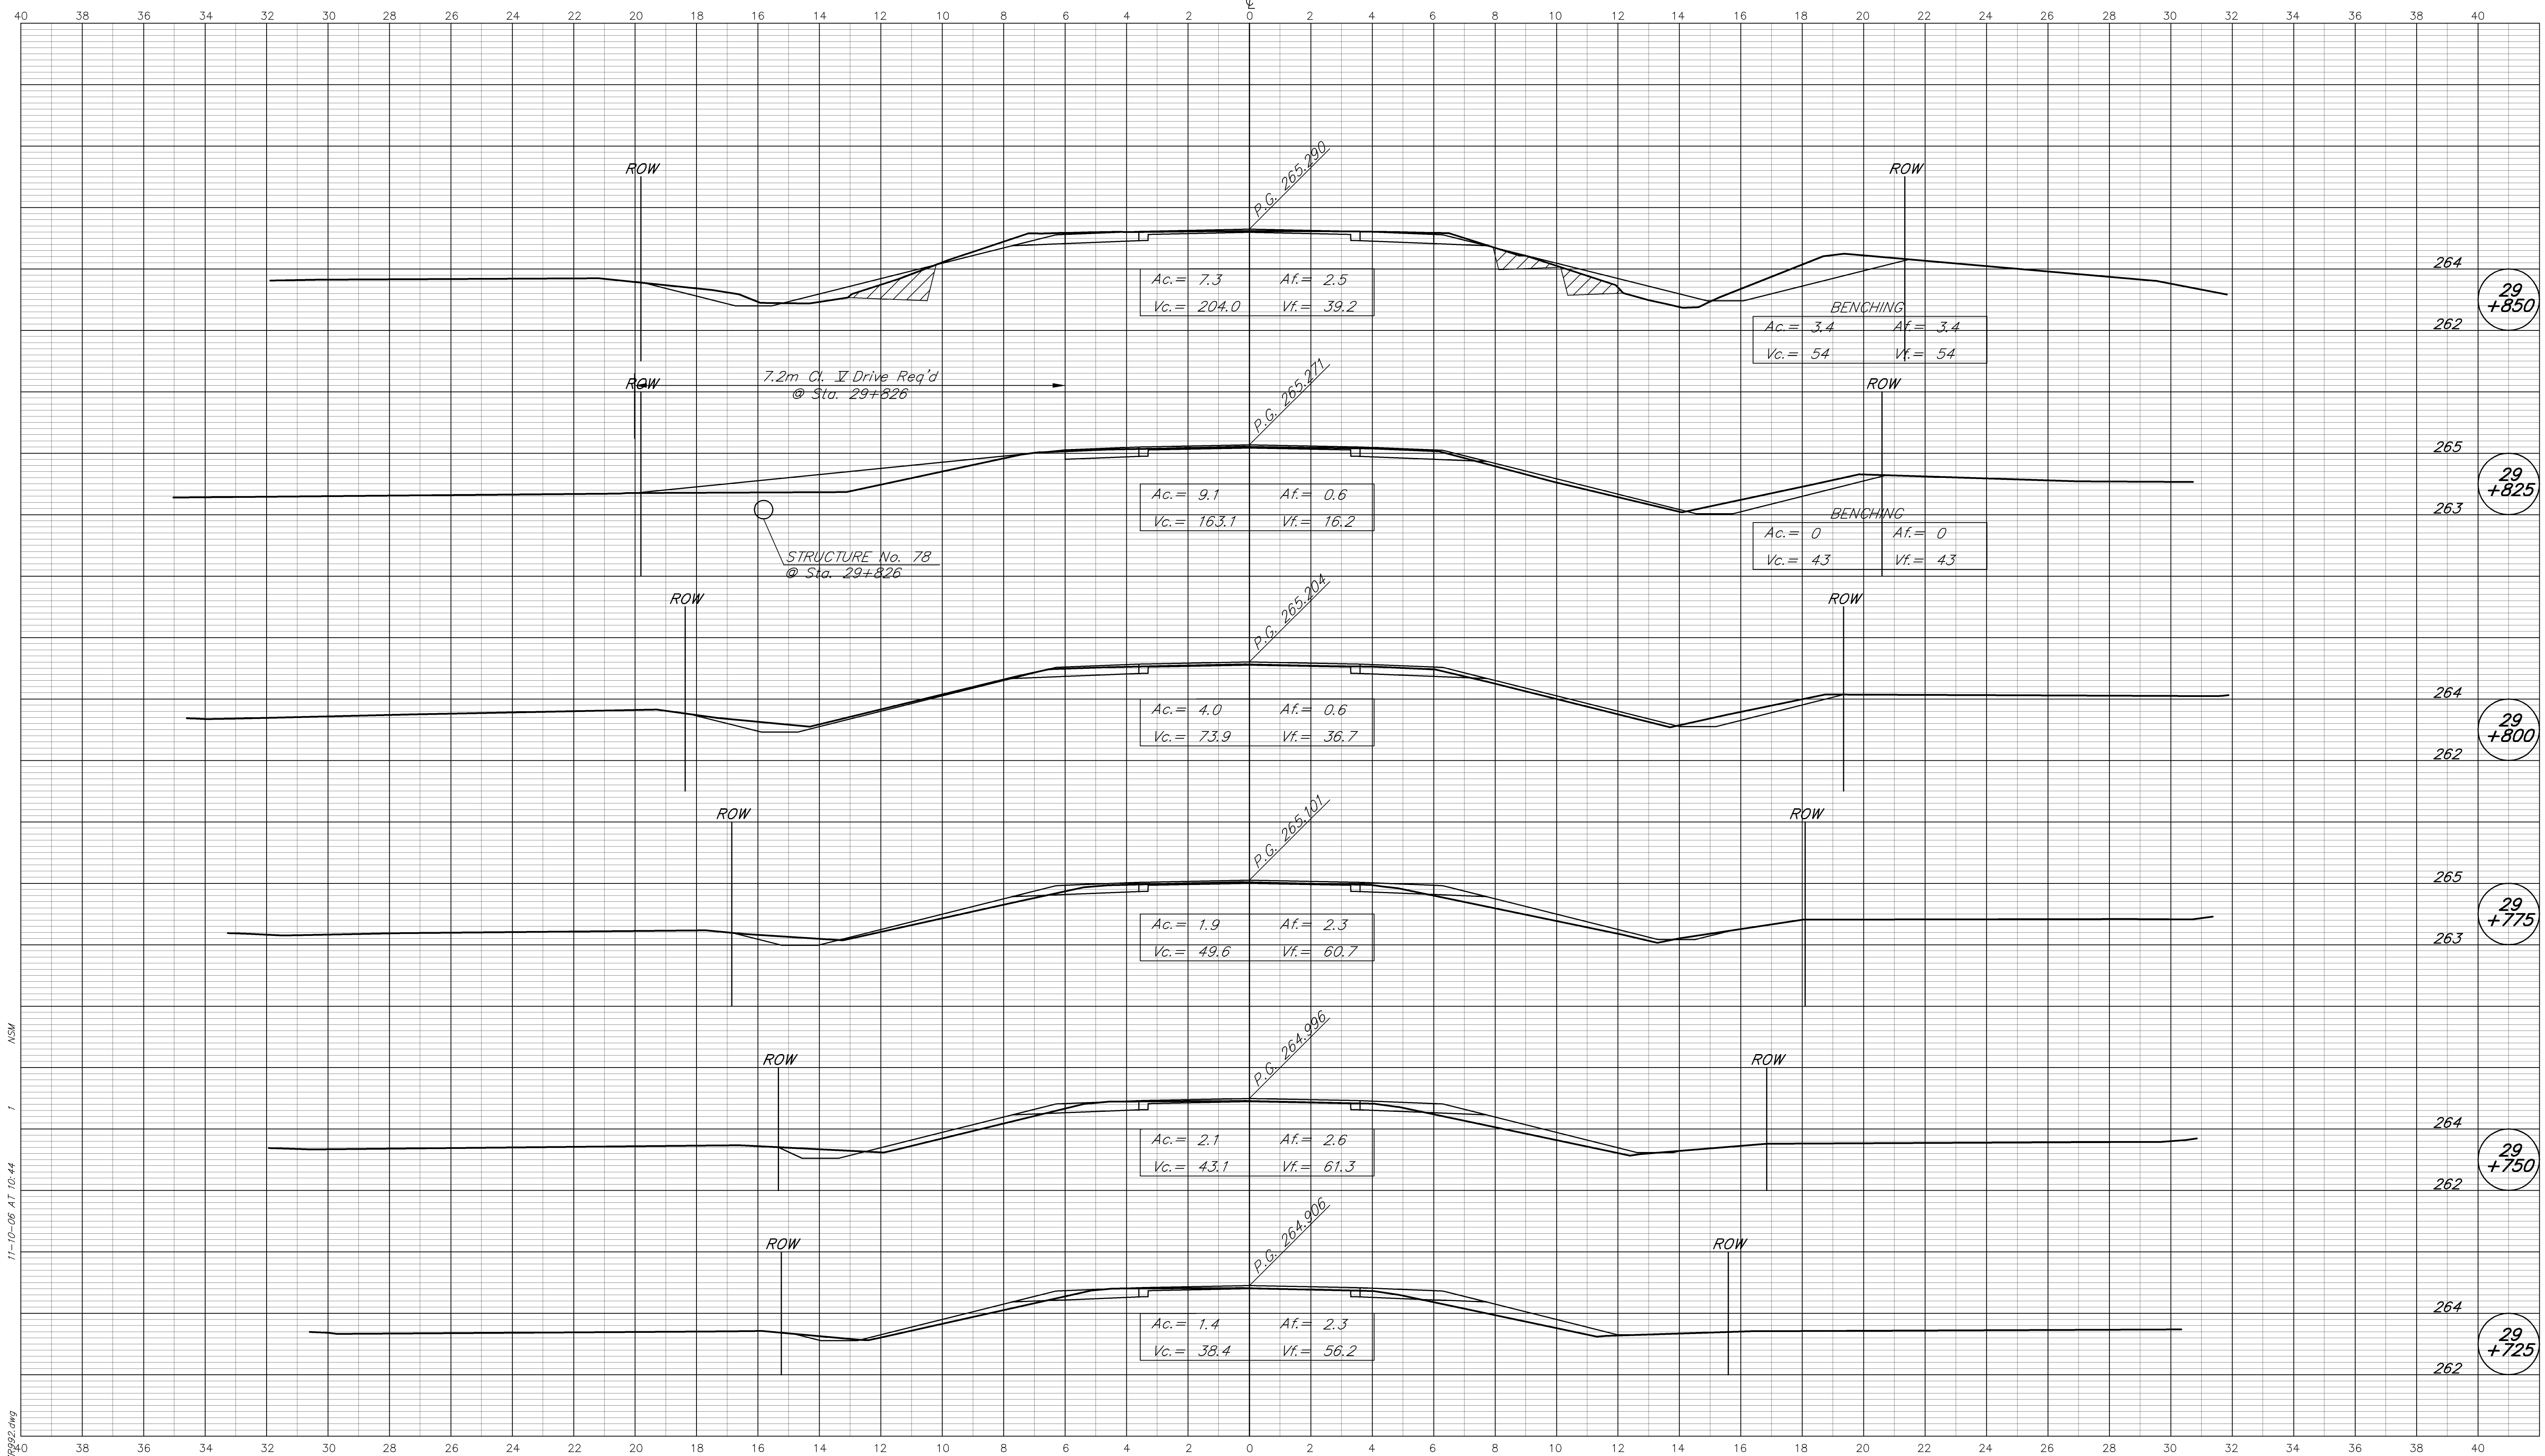 40 38 36 34 32 30 28 26 24 22 20 18 16 14 12 10 8 6 4 2 0 2 4 6 8 10 12 14 16 18 20 22 24 26 28 30 32 34 36 38 40
℄
P.G. 265.290
ROW
ROW
264
29
+850
262
Ac.= 7.3 Af.= 2.5
Vc.= 204.0 Vf.= 39.2
BENCHING
Ac.= 3.4 Af.= 3.4
Vc.= 54 Vf.= 54
7.2m Cl. V Drive Req'd
@ Sta. 29+826
P.G. 265.271
ROW
ROW
265
29
+825
263
Ac.= 9.1 Af.= 0.6
Vc.= 163.1 Vf.= 16.2
BENCHING
Ac.= 0 Af.= 0
Vc.= 43 Vf.= 43
STRUCTURE No. 78
@ Sta. 29+826
P.G. 265.204
ROW
ROW
264
29
+800
262
Ac.= 4.0 Af.= 0.6
Vc.= 73.9 Vf.= 36.7
P.G. 265.101
ROW
ROW
265
29
+775
263
Ac.= 1.9 Af.= 2.3
Vc.= 49.6 Vf.= 60.7
P.G. 264.996
ROW
ROW
264
29
+750
262
Ac.= 2.1 Af.= 2.6
Vc.= 43.1 Vf.= 61.3
P.G. 264.906
ROW
ROW
264
29
+725
262
Ac.= 1.4 Af.= 2.3
Vc.= 38.4 Vf.= 56.2
40 38 36 34 32 30 28 26 24 22 20 18 16 14 12 10 8 6 4 2 0 2 4 6 8 10 12 14 16 18 20 22 24 26 28 30 32 34 36 38 40
11-10-06 AT 10:44 1 NSM